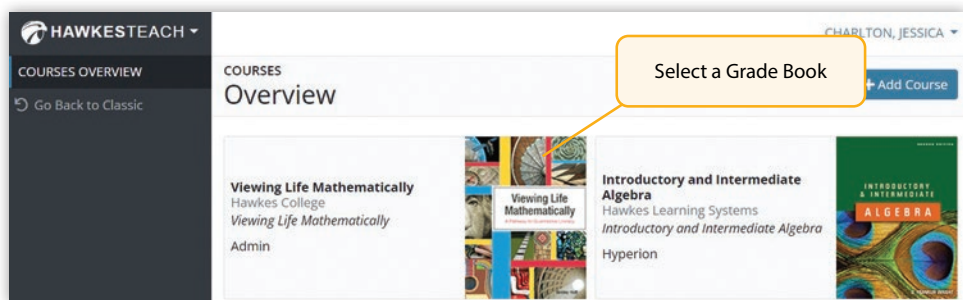 HAWKESTEACH
CHARLTON, JESSICA
COURSES OVERVIEW
Go Back to Classic
COURSES
Overview
Select a Grade Book
+ Add Course
Viewing Life Mathematically
Hawkes College
Viewing Life Mathematically
Admin
Viewing Life
Mathematically
Introductory and Intermediate
Algebra
Hawkes Learning Systems
Introductory and Intermediate Algebra
Hyperion
INTRODUCTORY
& INTERMEDIATE
ALGEBRA